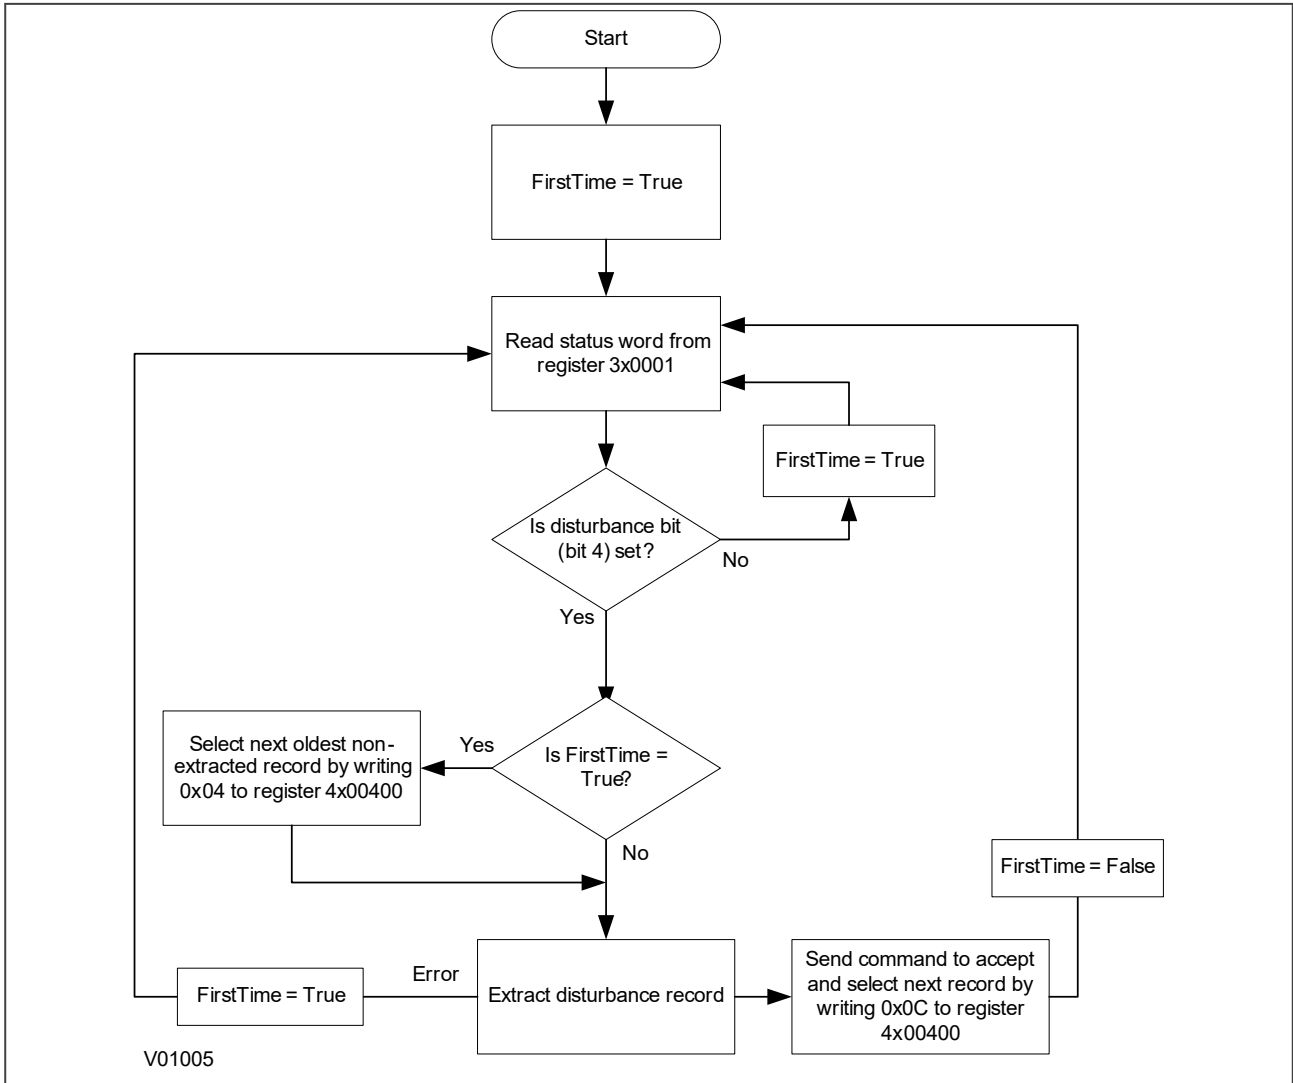 Start
FirstTime = True
Read status word from
register 3x0001
FirstTime = True
Is disturbance bit
(bit 4) set?
No
Yes
Select next oldest non-
extracted record by writing
0x04 to register 4x00400
Yes
Is FirstTime =
True?
No
FirstTime = False
Error
FirstTime = True
Extract disturbance record
Send command to accept
and select next record by
writing 0x0C to register
4x00400
V01005